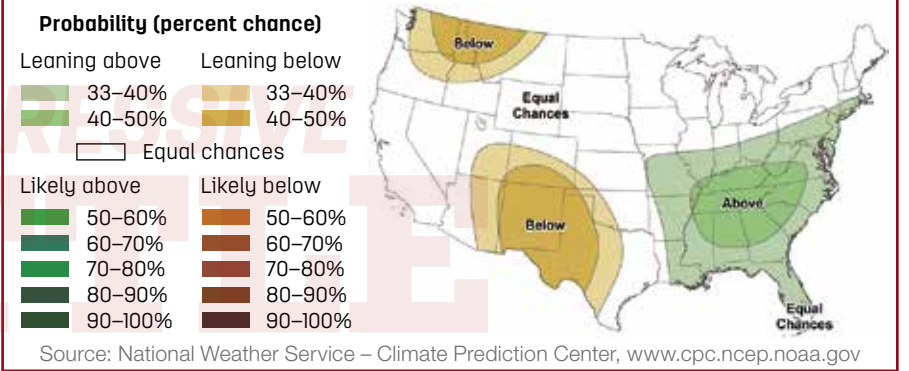 Probability (percent chance)
Leaning above
Leaning below
33–40%
33–40%
40–50%
40–50%
Equal chances
Likely above
Likely below
50–60%
50–60%
60–70%
60–70%
70–80%
70–80%
80–90%
80–90%
90–100%
90–100%
Below
Equal
Chances
Above
Below
Equal
Chances
Source: National Weather Service – Climate Prediction Center, www.cpc.ncep.noaa.gov